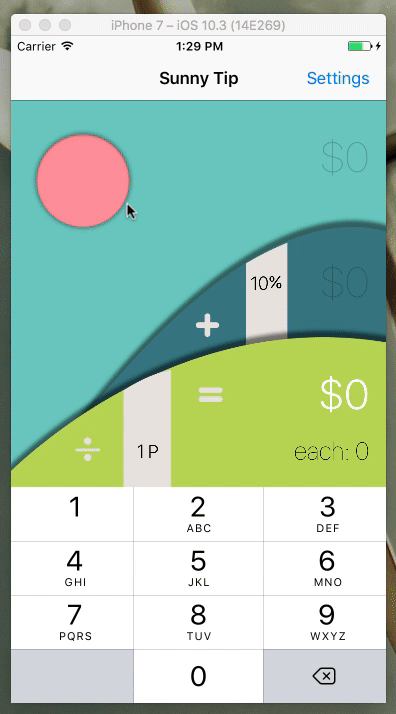 iPhone 7 – iOS 10.3 (14E269)
Carrier 1:29 PM
Sunny Tip Settings
$0
10% $0
+
= $0
÷ 1 P each: 0
1 2 3
ABC DEF
4 5 6
GHI JKL MNO
7 8 9
PQRS TUV WXYZ
0